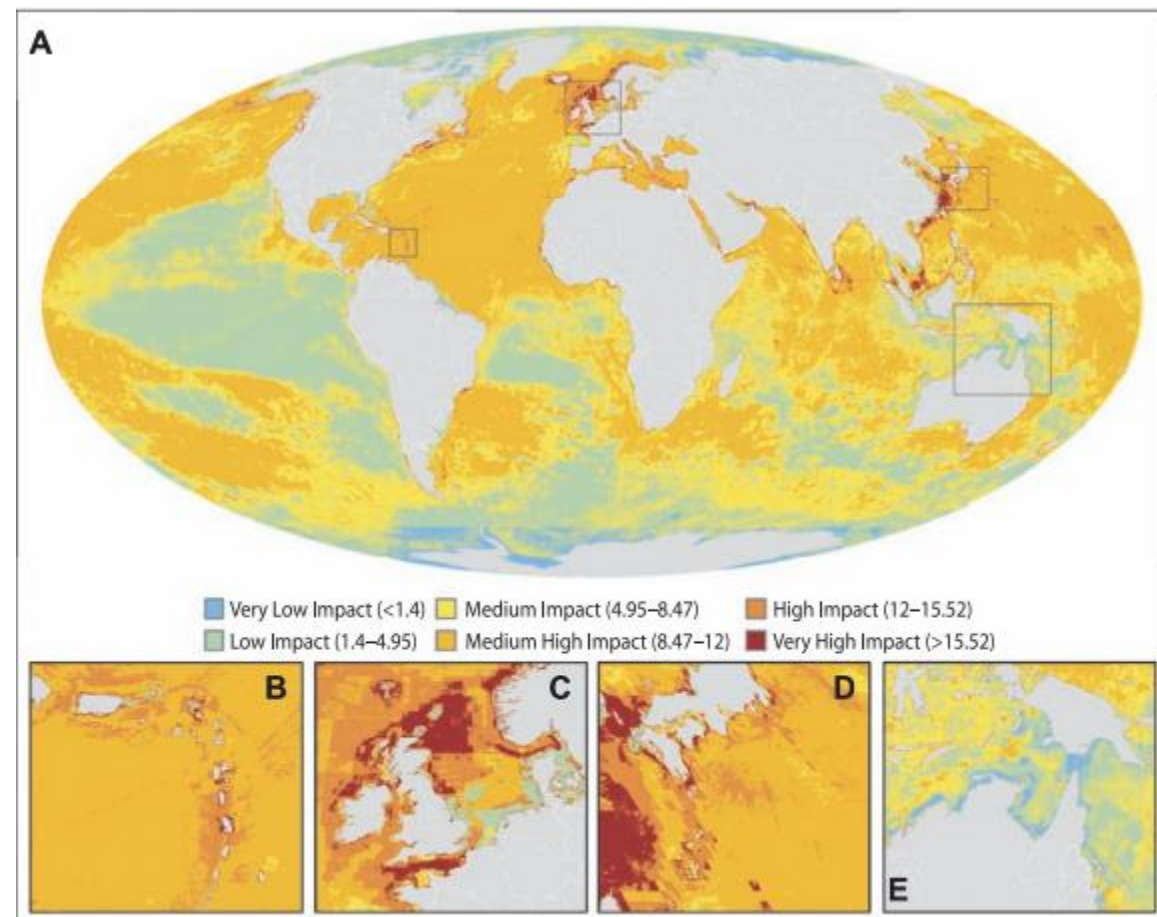 A
Very Low Impact (<1.4) Medium Impact (4.95–8.47) High Impact (12–15.52)
Low Impact (1.4–4.95) Medium High Impact (8.47–12) Very High Impact (>15.52)
B C D
E